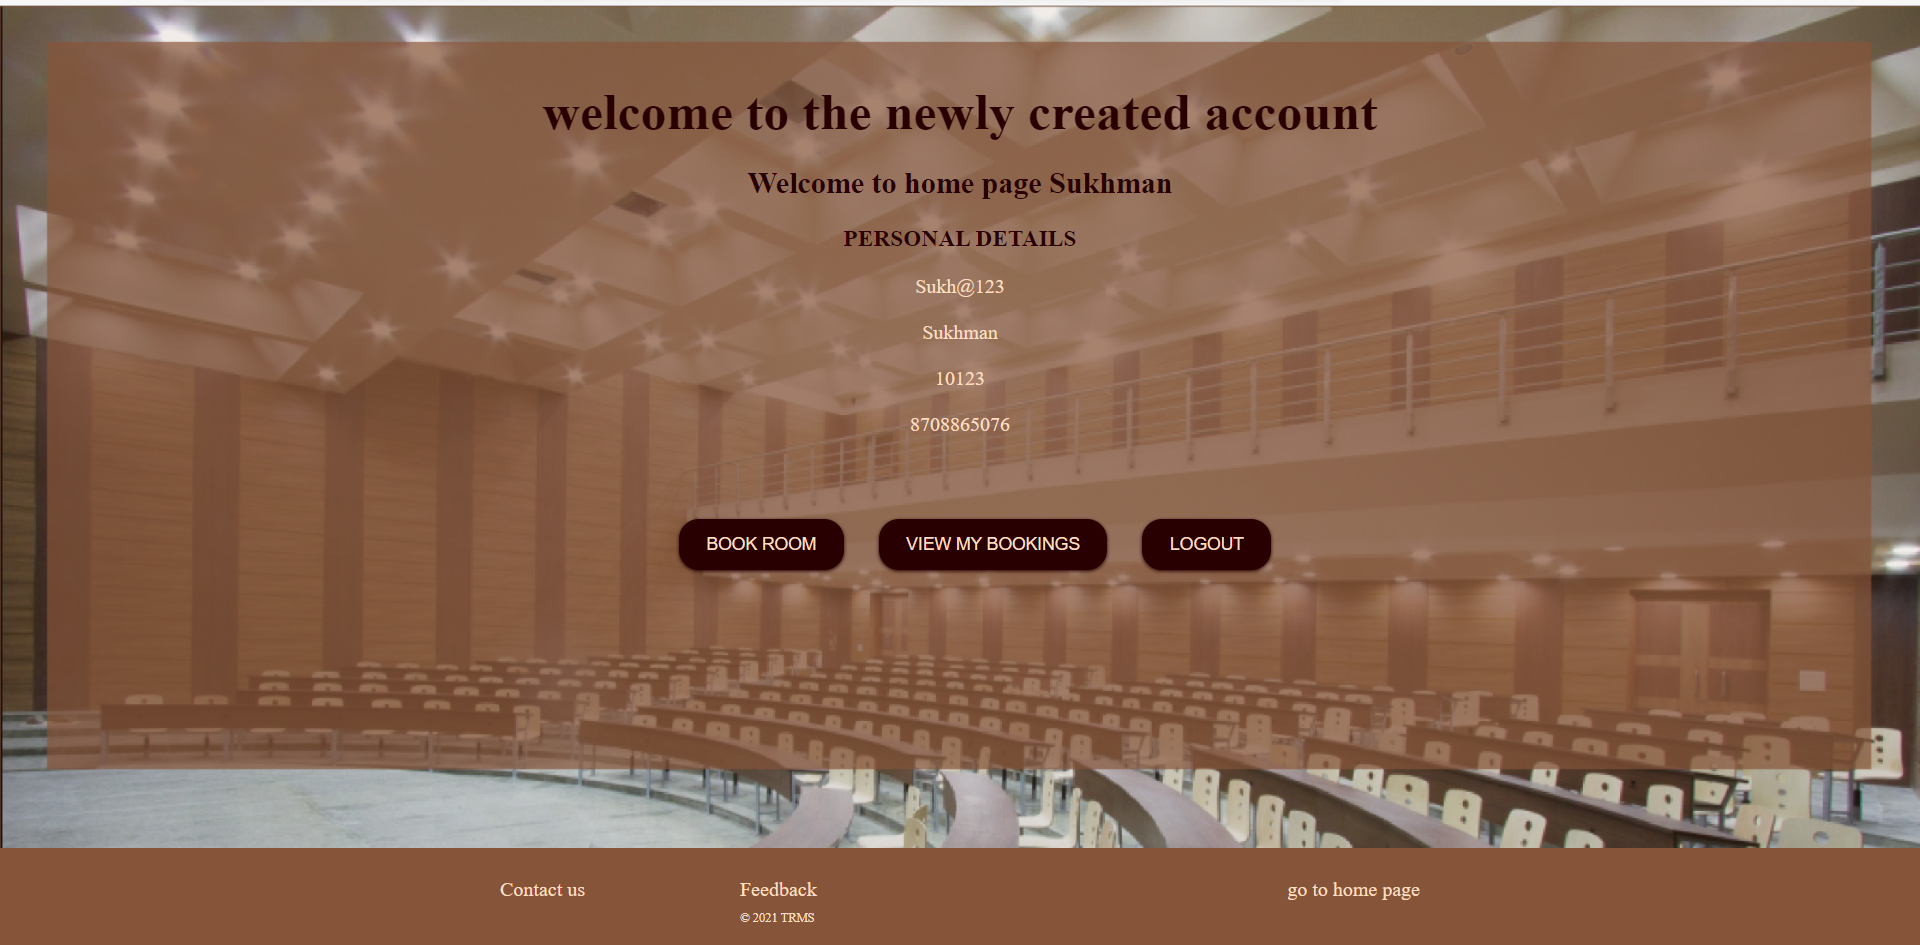 welcome to the newly created account
Welcome to home page Sukhman
PERSONAL DETAILS
Sukh@123
Sukhman
10123
8708865076
BOOK ROOM VIEW MY BOOKINGS LOGOUT
Contact us Feedback go to home page
© 2021 TRMS